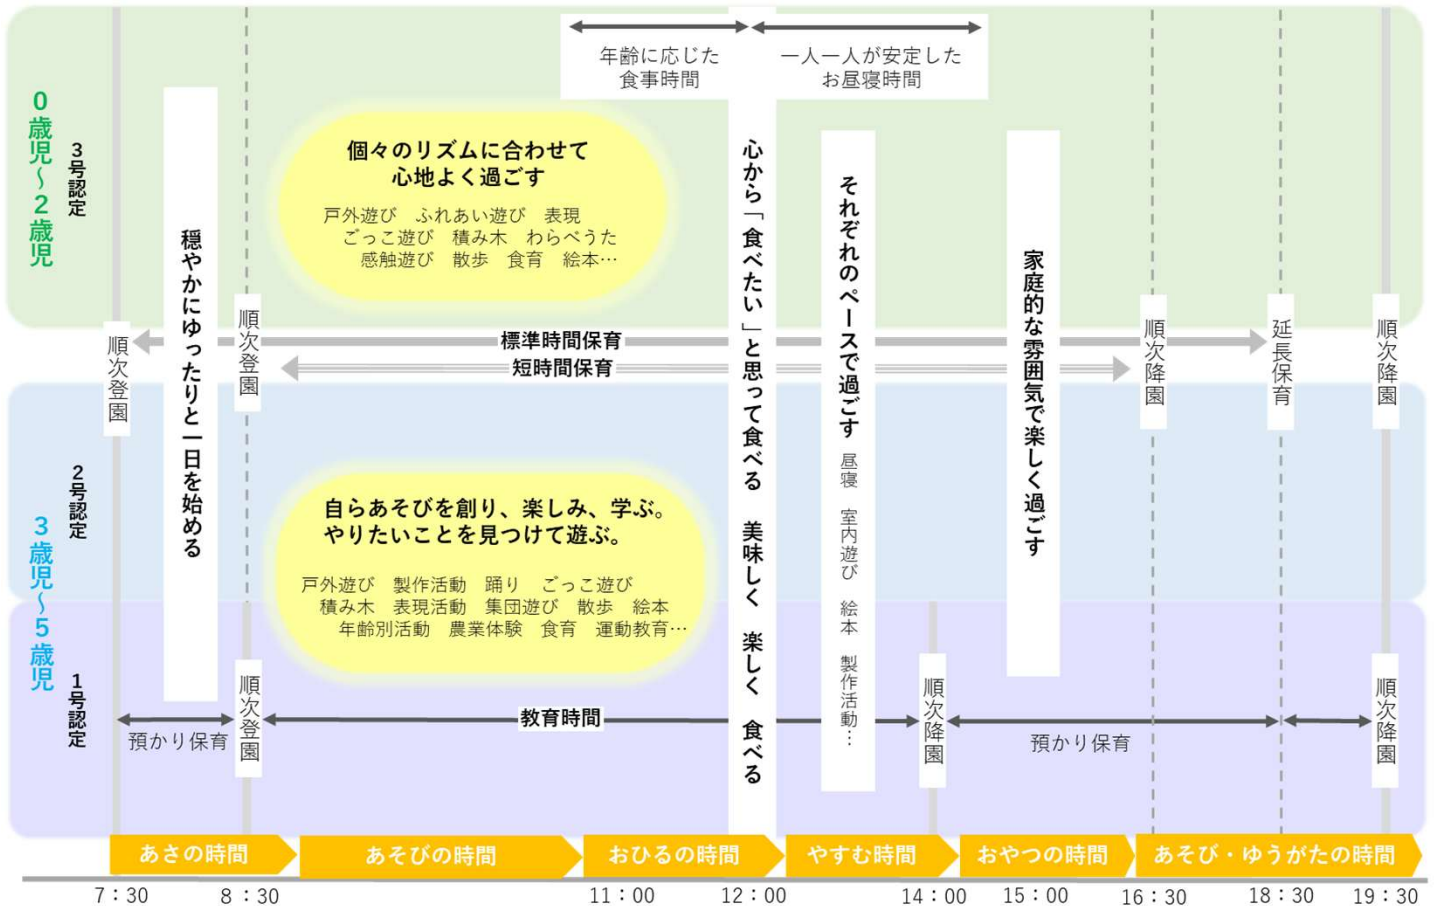 年齢に応じた
食事時間
一人一人が安定した
お昼寝時間
0歳児～2歳児
3号認定
個々のリズムに合わせて
心地よく過ごす
戸外遊び　ふれあい遊び　表現
ごっこ遊び　積み木　わらべうた
感触遊び　散歩　食育　絵本…
穏やかにゆったりと一日を始める
心から「食べたい」と思って食べる　美味しく　楽しく　食べる
それぞれのペースで過ごす　昼寝　室内遊び　絵本　製作活動…
家庭的な雰囲気で楽しく過ごす
順次登園
順次登園
標準時間保育
短時間保育
順次降園
延長保育
順次降園
3歳児～5歳児
2号認定
自らあそびを創り、楽しみ、学ぶ。
やりたいことを見つけて遊ぶ。
戸外遊び　製作活動　踊り　ごっこ遊び
積み木　表現活動　集団遊び　散歩　絵本
年齢別活動　農業体験　食育　運動教育…
1号認定
預かり保育
順次登園
教育時間
順次降園
預かり保育
順次降園
あさの時間
あそびの時間
おひるの時間
やすむ時間
おやつの時間
あそび・ゆうがたの時間
7：30
8：30
11：00
12：00
14：00
15：00
16：30
18：30
19：30